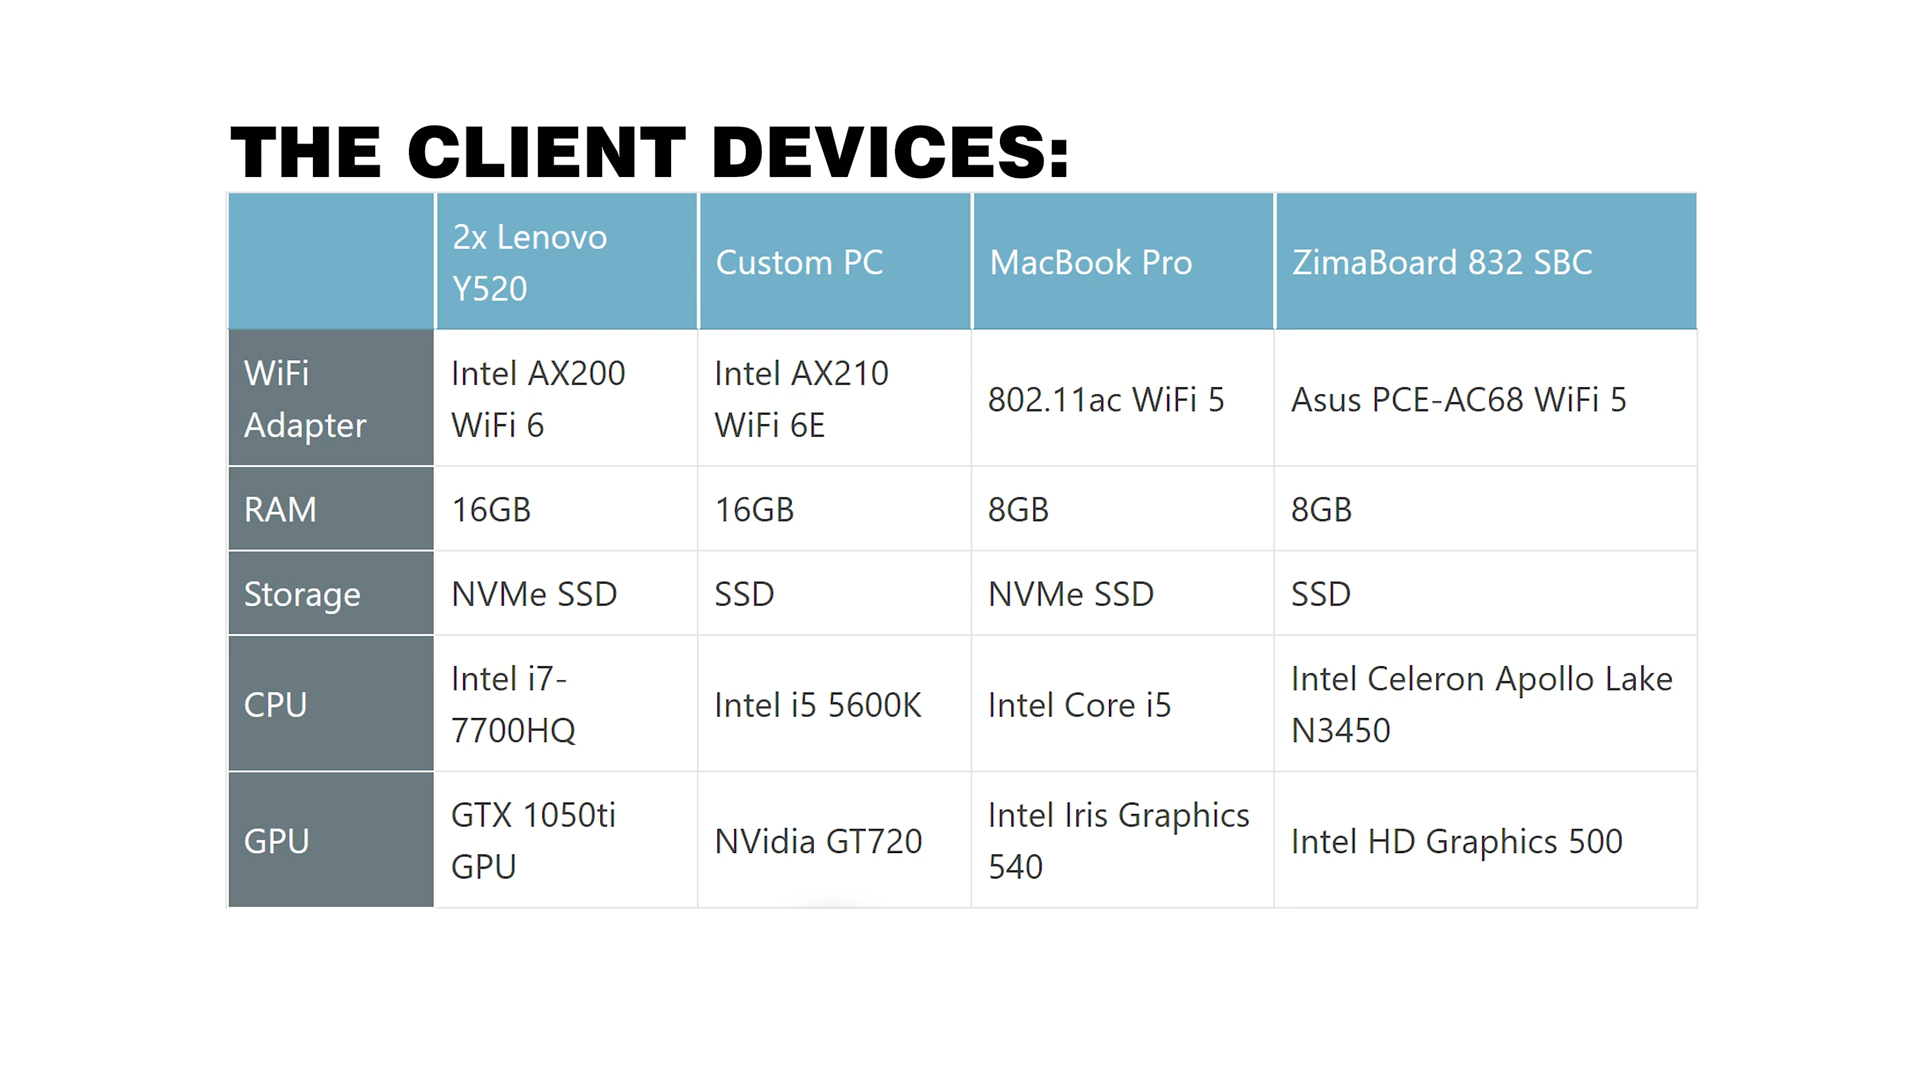 THE CLIENT DEVICES:
2x Lenovo
Y520
Custom PC
MacBook Pro
ZimaBoard 832 SBC
WiFi
Adapter
Intel AX200
WiFi 6
Intel AX210
WiFi 6E
802.11ac WiFi 5
Asus PCE-AC68 WiFi 5
RAM
16GB
16GB
8GB
8GB
Storage
NVMe SSD
SSD
NVMe SSD
SSD
CPU
Intel i7-
7700HQ
Intel i5 5600K
Intel Core i5
Intel Celeron Apollo Lake
N3450
GPU
GTX 1050ti
GPU
NVidia GT720
Intel Iris Graphics
540
Intel HD Graphics 500